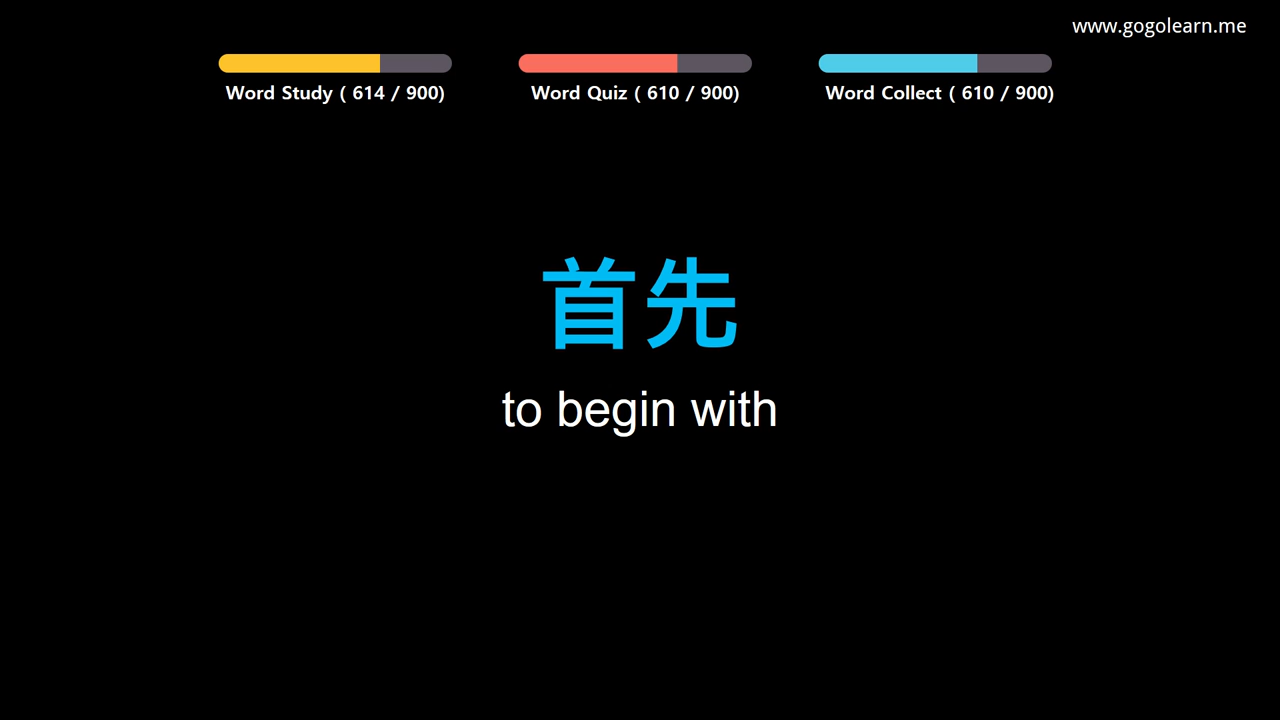 www.gogolearn.me
Word Study ( 614 / 900)
Word Quiz ( 610 / 900)
Word Collect ( 610 / 900)
首先
to begin with